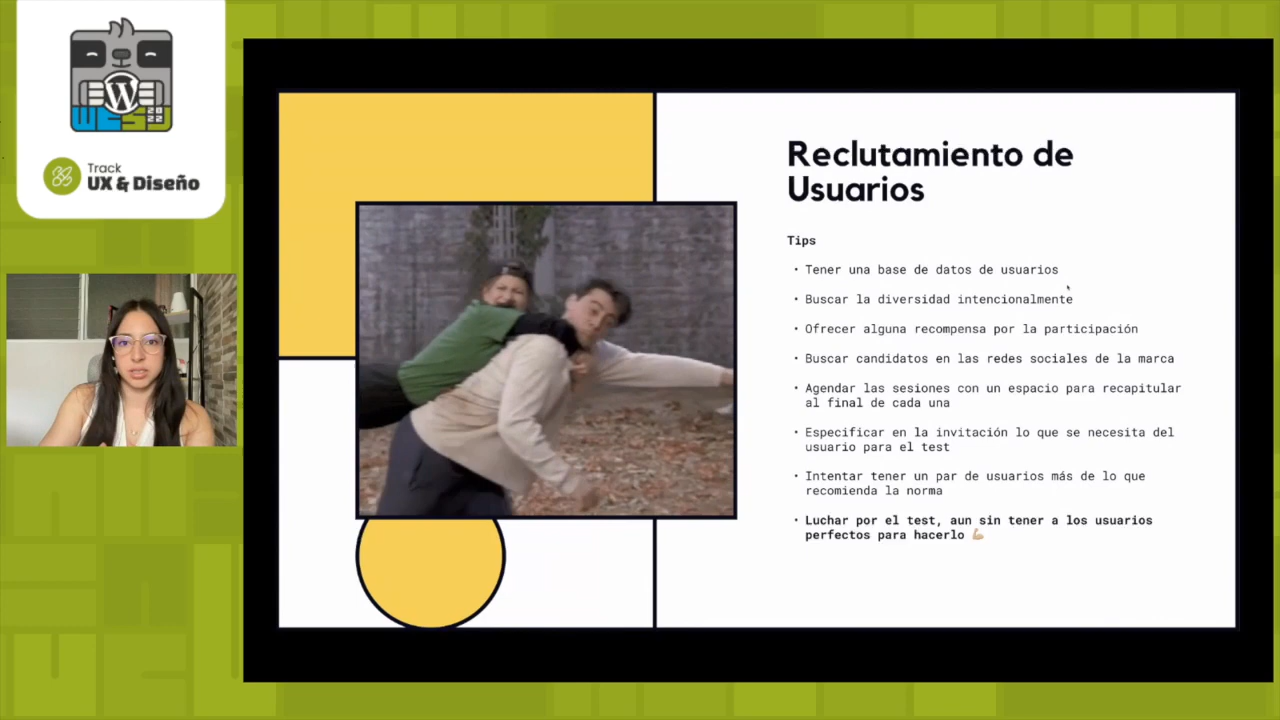 WCSJ
2022
Track
UX & Diseño
Reclutamiento de
Usuarios
Tips
• Tener una base de datos de usuarios
• Buscar la diversidad intencionalmente
• Ofrecer alguna recompensa por la participación
• Buscar candidatos en las redes sociales de la marca
• Agendar las sesiones con un espacio para recapitular
al final de cada una
• Especificar en la invitación lo que se necesita del
usuario para el test
• Intentar tener un par de usuarios más de lo que
recomienda la norma
• Luchar por el test, aun sin tener a los usuarios
perfectos para hacerlo 💪🏼